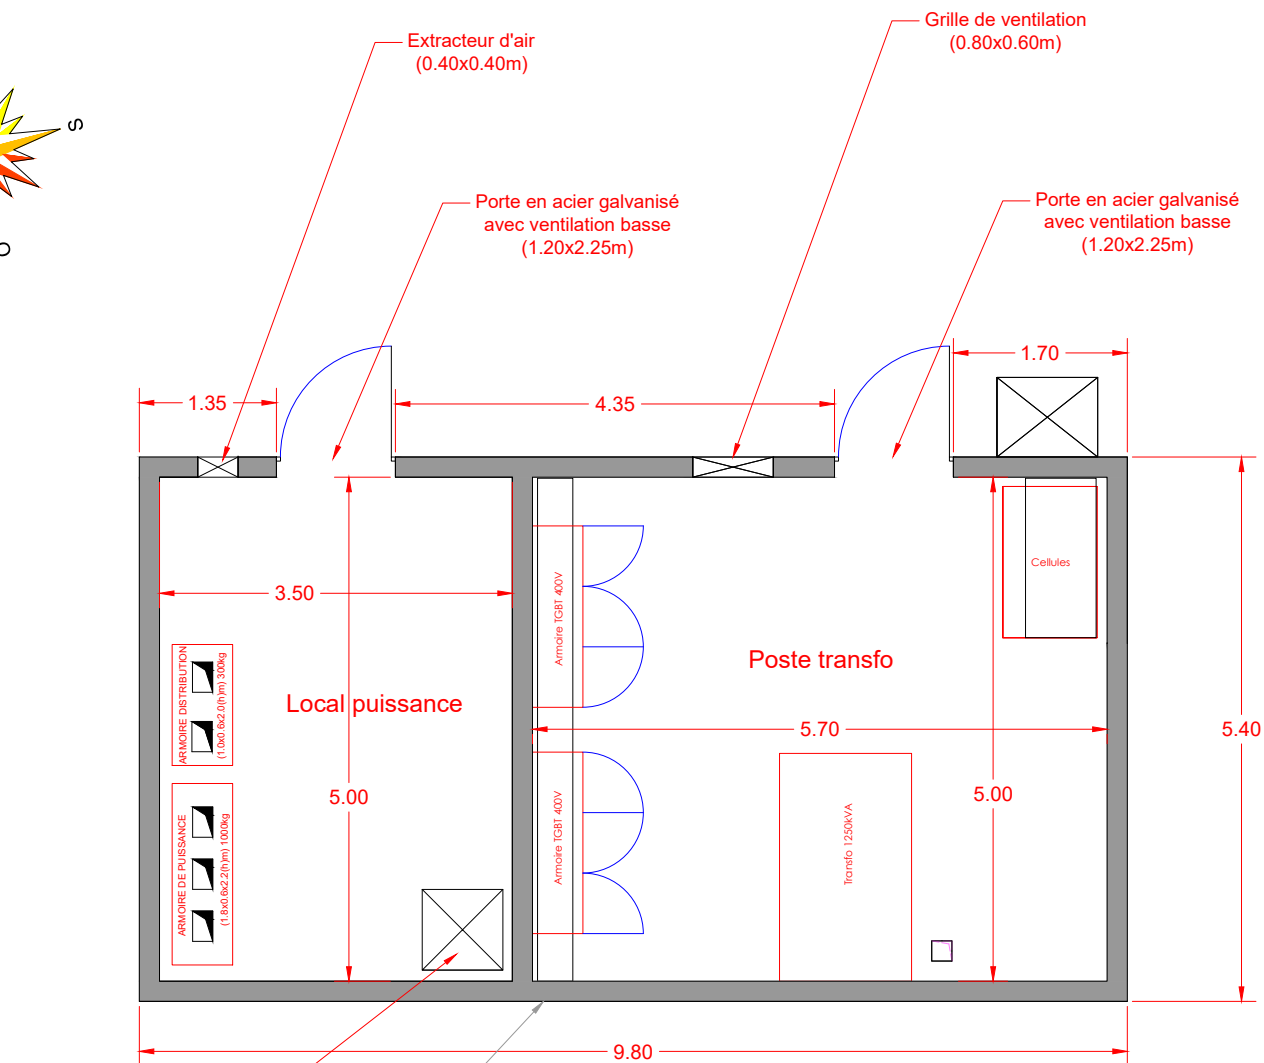 Extracteur d'air
(0.40x0.40m)
Grille de ventilation
(0.80x0.60m)
S
O
Porte en acier galvanisé
avec ventilation basse
(1.20x2.25m)
Porte en acier galvanisé
avec ventilation basse
(1.20x2.25m)
1.70
1.35
4.35
3.50
Cellules
Armoire TGBT 400V
Poste transfo
ARMOIRE DISTRIBUTION
(1.0x0.6x2.0(h)m) 300kg
Local puissance
5.70
5.40
5.00
5.00
ARMOIRE DE PUISSANCE
(1.8x0.6x2.2(h)m) 1000kg
Armoire TGBT 400V
Transfo 1250kVA
9.80